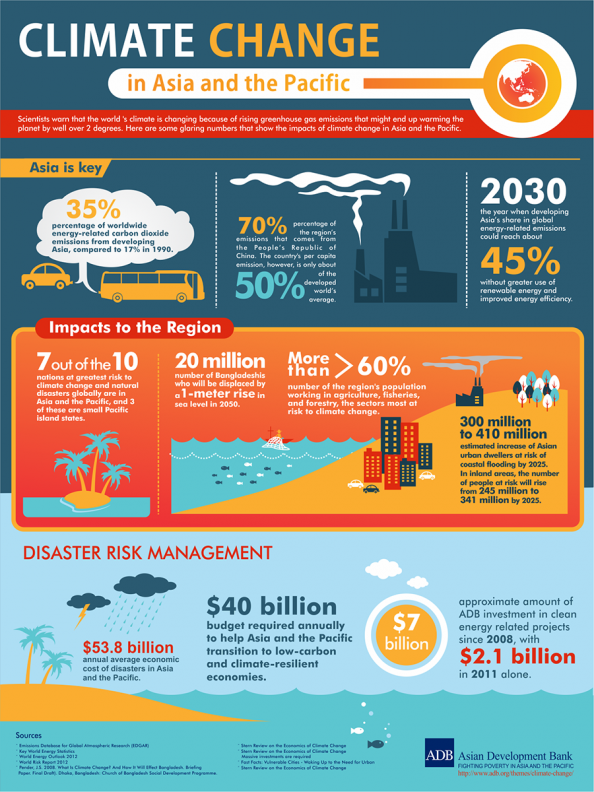 CLIMATE CHANGE
in Asia and the Pacific
Scientists warn that the world 's climate is changing because of rising greenhouse gas emissions that might end up warming the
planet by well over 2 degrees. Here are some glaring numbers that show the impacts of climate change in Asia and the Pacific.
Asia is key
35%
percentage of worldwide
energy-related carbon dioxide
emissions from developing
Asia, compared to 17% in 1990.
70% percentage of
the region's
emissions that comes from
the People's Republic of
China. The country's per capita
emission, however, is only about
50% of the
developed
world's
average.
2030
the year when developing
Asia's share in global
energy-related emissions
could reach about
45%
without greater use of
renewable energy and
improved energy efficiency.
Impacts to the Region
7 out of the 10
nations at greatest risk to
climate change and natural
disasters globally are in
Asia and the Pacific, and 3
of these are small Pacific
island states.
20 million
number of Bangladeshis
who will be displaced by
a 1-meter rise in
sea level in 2050.
More than > 60%
number of the region's population
working in agriculture, fisheries,
and forestry, the sectors most at
risk to climate change.
300 million
to 410 million
estimated increase of Asian
urban dwellers at risk of
coastal flooding by 2025.
In inland areas, the number
of people at risk will rise
from 245 million to
341 million by 2025.
DISASTER RISK MANAGEMENT
$53.8 billion
annual average economic
cost of disasters in Asia
and the Pacific.
$40 billion
budget required annually
to help Asia and the Pacific
transition to low-carbon
and climate-resilient
economies.
$7
billion
approximate amount of
ADB investment in clean
energy related projects
since 2008, with
$2.1 billion
in 2011 alone.
Sources
Emissions Database for Global Atmospheric Research (EDGAR)
Key World Energy Statistics
World Energy Outlook 2012
World Risk Report 2012
Pender, J.S. 2008. What Is Climate Change? And How It Will Effect Bangladesh. Briefing
Paper. Final Draft. Dhaka, Bangladesh: Church of Bangladesh Social Development Programme.
Stern Review on the Economics of Climate Change
Stern Review on the Economics of Climate Change
Massive investments are required
Fast Facts: Vulnerable Cities - Waking Up to the Need for Urban
Stern Review on the Economics of Climate Change
ADB Asian Development Bank
FIGHTING POVERTY IN ASIA AND THE PACIFIC
http://www.adb.org/themes/climate-change/